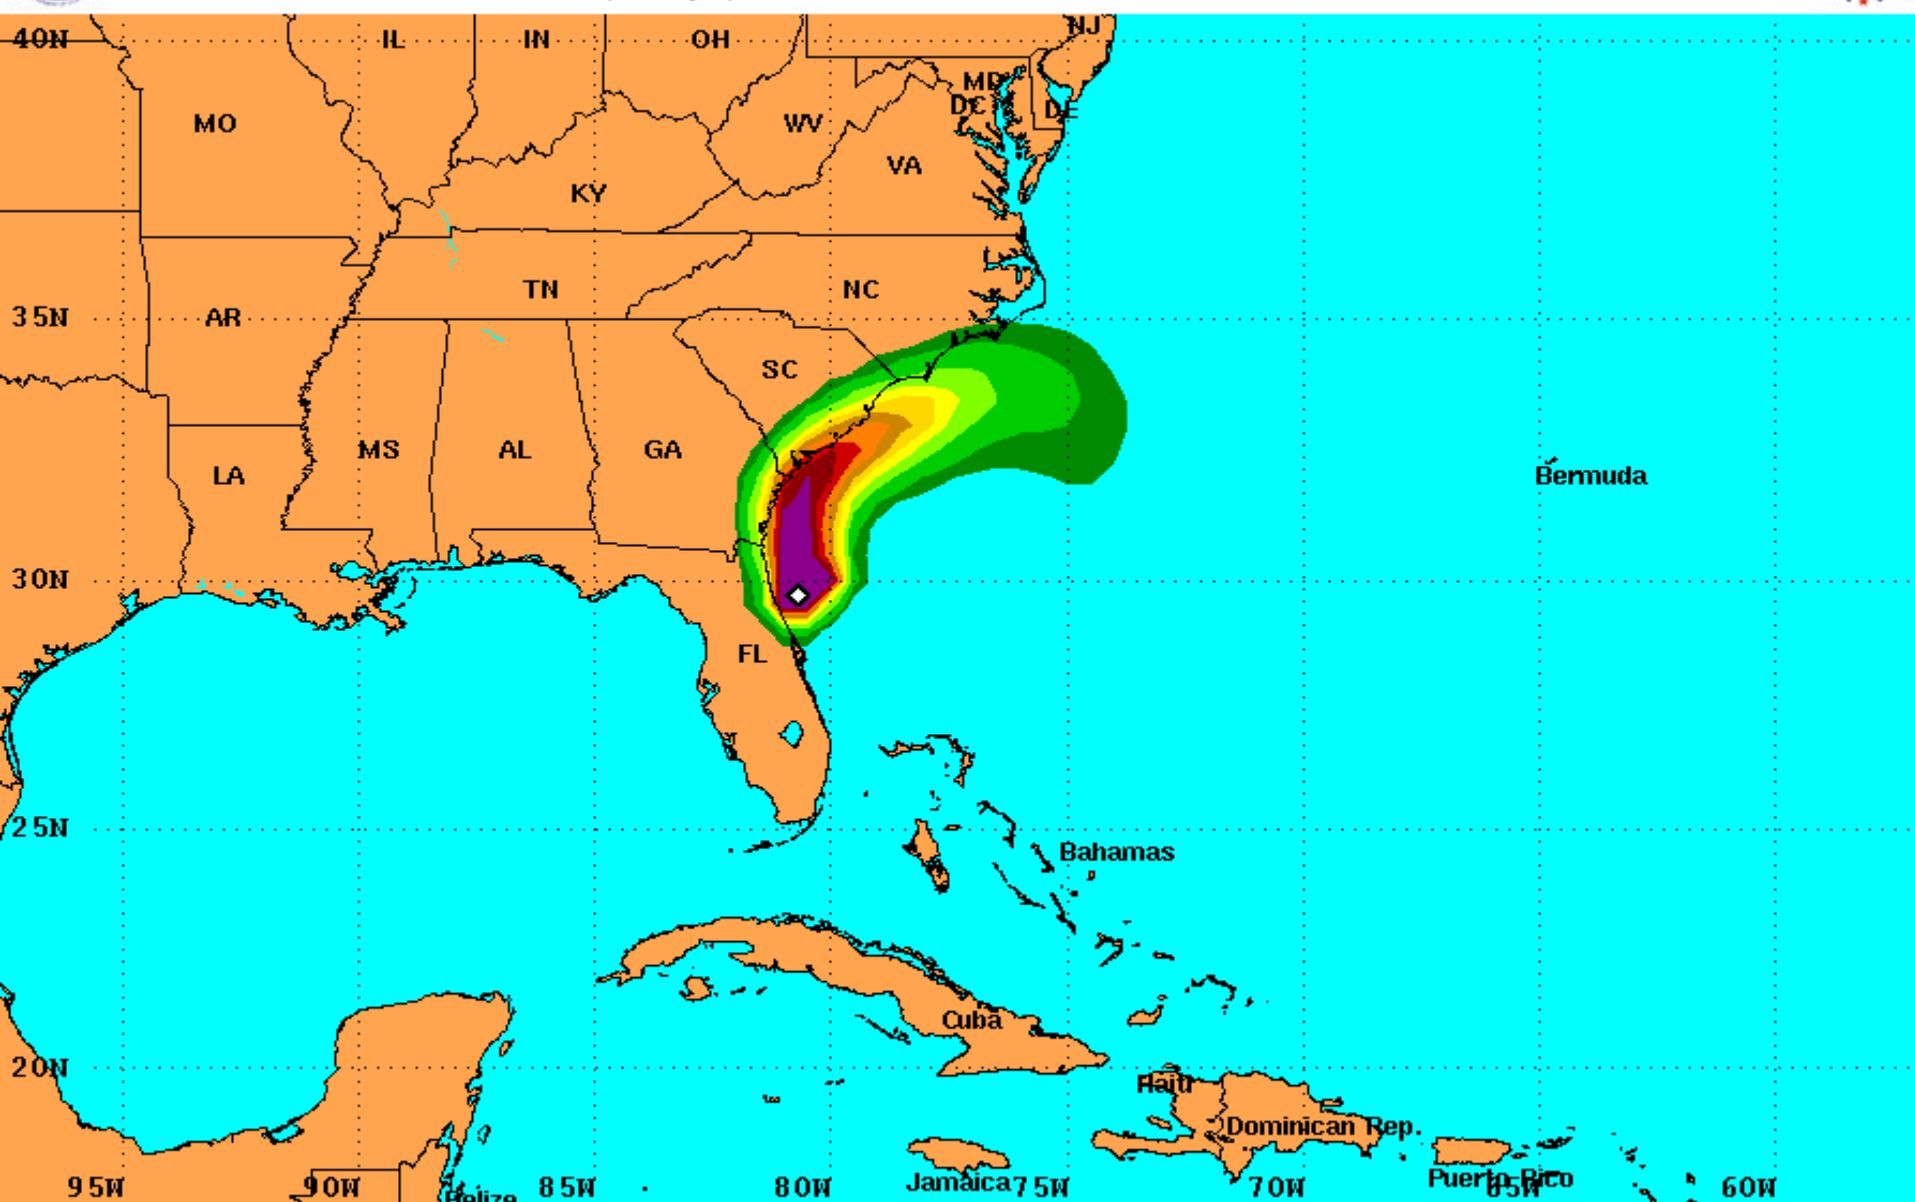 40N IL IN OH NJ
MD
DC DE
MO WV
VA
KY
TN NC
35N AR
SC
MS AL GA
LA Bermuda
30N
FL
25N
Bahamas
Cuba
20N
Haiti
Dominican Rep.
Puerto Rico
95W 90W 85W 80W Jamaica 75W 70W 65W 60W
Belize